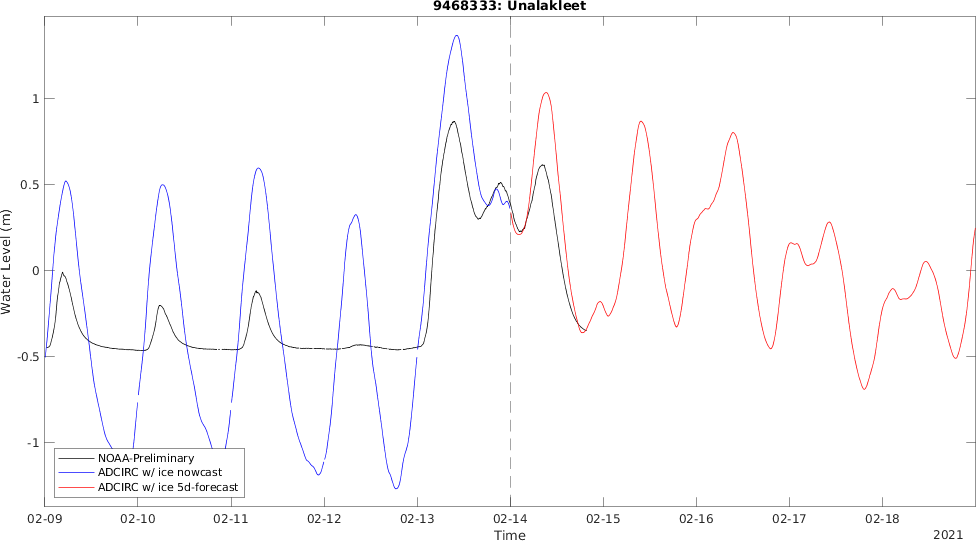 9468333: Unalakleet
Water Level (m)
1
0.5
0
-0.5
-1
NOAA-Preliminary
ADCIRC w/ ice nowcast
ADCIRC w/ ice 5d-forecast
02-09 02-10 02-11 02-12 02-13 02-14 02-15 02-16 02-17 02-18
Time
2021